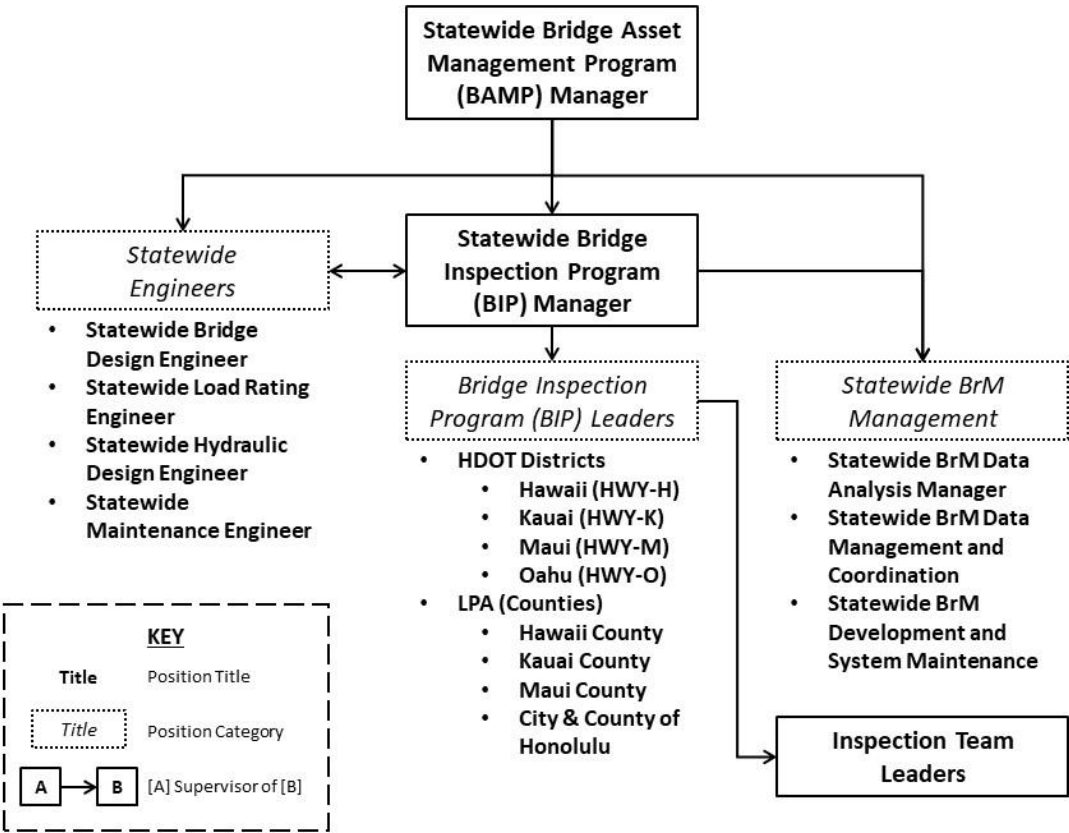 Statewide Bridge Asset
Management Program
(BAMP) Manager
Statewide
Engineers
• Statewide Bridge
Design Engineer
• Statewide Load Rating
Engineer
• Statewide Hydraulic
Design Engineer
• Statewide
Maintenance Engineer
Statewide Bridge
Inspection Program
(BIP) Manager
Bridge Inspection
Program (BIP) Leaders
• HDOT Districts
• Hawaii (HWY-H)
• Kauai (HWY-K)
• Maui (HWY-M)
• Oahu (HWY-O)
• LPA (Counties)
• Hawaii County
• Kauai County
• Maui County
• City & County of
Honolulu
Statewide BrM
Management
• Statewide BrM Data
Analysis Manager
• Statewide BrM Data
Management and
Coordination
• Statewide BrM
Development and
System Maintenance
Inspection Team
Leaders
KEY
Title Position Title
Title Position Category
A B [A] Supervisor of [B]